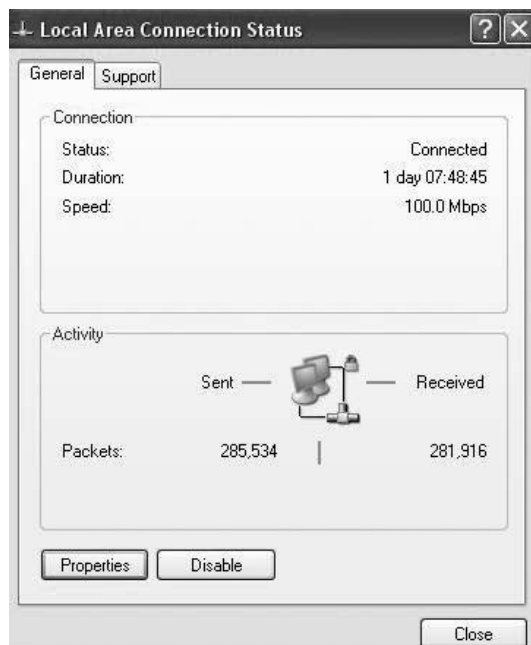 Local Area Connection Status
General Support
Connection
Status: Connected
Duration: 1 day 07:48:45
Speed: 100.0 Mbps
Activity
Sent — — Received
Packets: 285,534 | 281,916
Properties Disable
Close